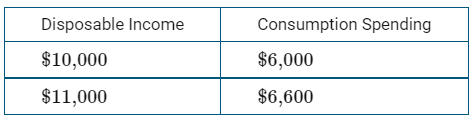 Disposable Income Consumption Spending
$10,000 $6,000
$11,000 $6,600